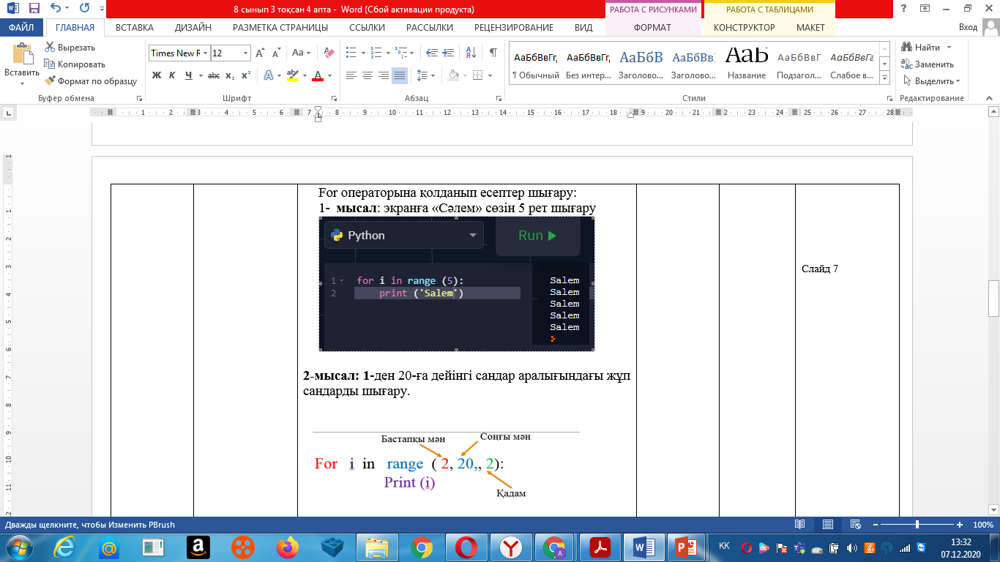 8 сынып 3 тоқсан 4 апта - Word (Сбой активации продукта)
РАБОТА С РИСУНКАМИ
РАБОТА С ТАБЛИЦАМИ
ФАЙЛ ГЛАВНАЯ ВСТАВКА ДИЗАЙН РАЗМЕТКА СТРАНИЦЫ ССЫЛКИ РАССЫЛКИ РЕЦЕНЗИРОВАНИЕ ВИД ФОРМАТ КОНСТРУКТОР МАКЕТ Вход
Вставить
Вырезать
Копировать
Формат по образцу
Буфер обмена
Times New R 12
Aa
Ж К Ч abc x₂ x²
Шрифт
Абзац
АаБбВвГг, АаБбВвГг, АаБбВ АаБбВв: АаБ АаБбВвГ АаБбВвГг
¶ Обычный Без интер... Заголово... Заголово... Название Подзагол... Слабое в...
Стили
Найти
Заменить
Выделить
Редактирование
For операторына қолданып есептер шығару:
1- мысал: экранға «Сәлем» сөзін 5 рет шығару
Python
Run
1 for i in range (5):
2 print ('Salem')
Salem
Salem
Salem
Salem
Salem
Слайд 7
2-мысал: 1-ден 20-ға дейінгі сандар аралығындағы жұп
сандарды шығару.
Бастапқы мән
Соңғы мән
For i in range ( 2, 20,, 2):
Print (i)
Қадам
Дважды щелкните, чтобы Изменить PBrush
100%
KK
13:32
07.12.2020